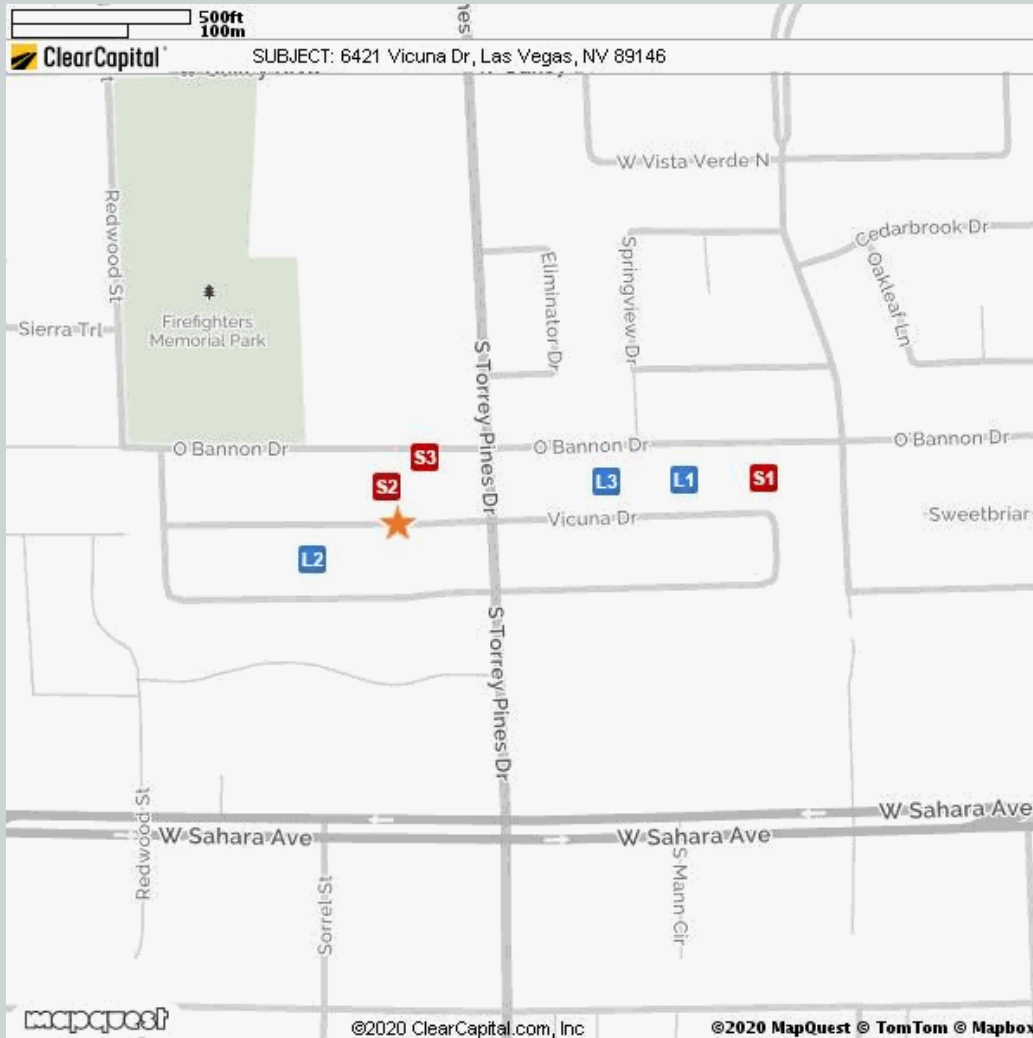 500ft
100m
ClearCapital
SUBJECT: 6421 Vicuna Dr, Las Vegas, NV 89146
W Vista Verde N
Redwood St
Cedarbrook Dr
Springview Dr
Eliminator Dr
Oakleaf Ln
Firefighters
Memorial Park
Sierra Trl
S Torrey Pines Dr
O'Bannon Dr
O'Bannon Dr
O'Bannon Dr
S3
S2
L3
L1
S1
Vicuna Dr
Sweetbriar
L2
S Torrey Pines Dr
W Sahara Ave
W Sahara Ave
W Sahara Ave
Redwood St
Sorrel St
S Mann Cir
mapquest
©2020 ClearCapital.com, Inc
©2020 MapQuest © TomTom © Mapbox